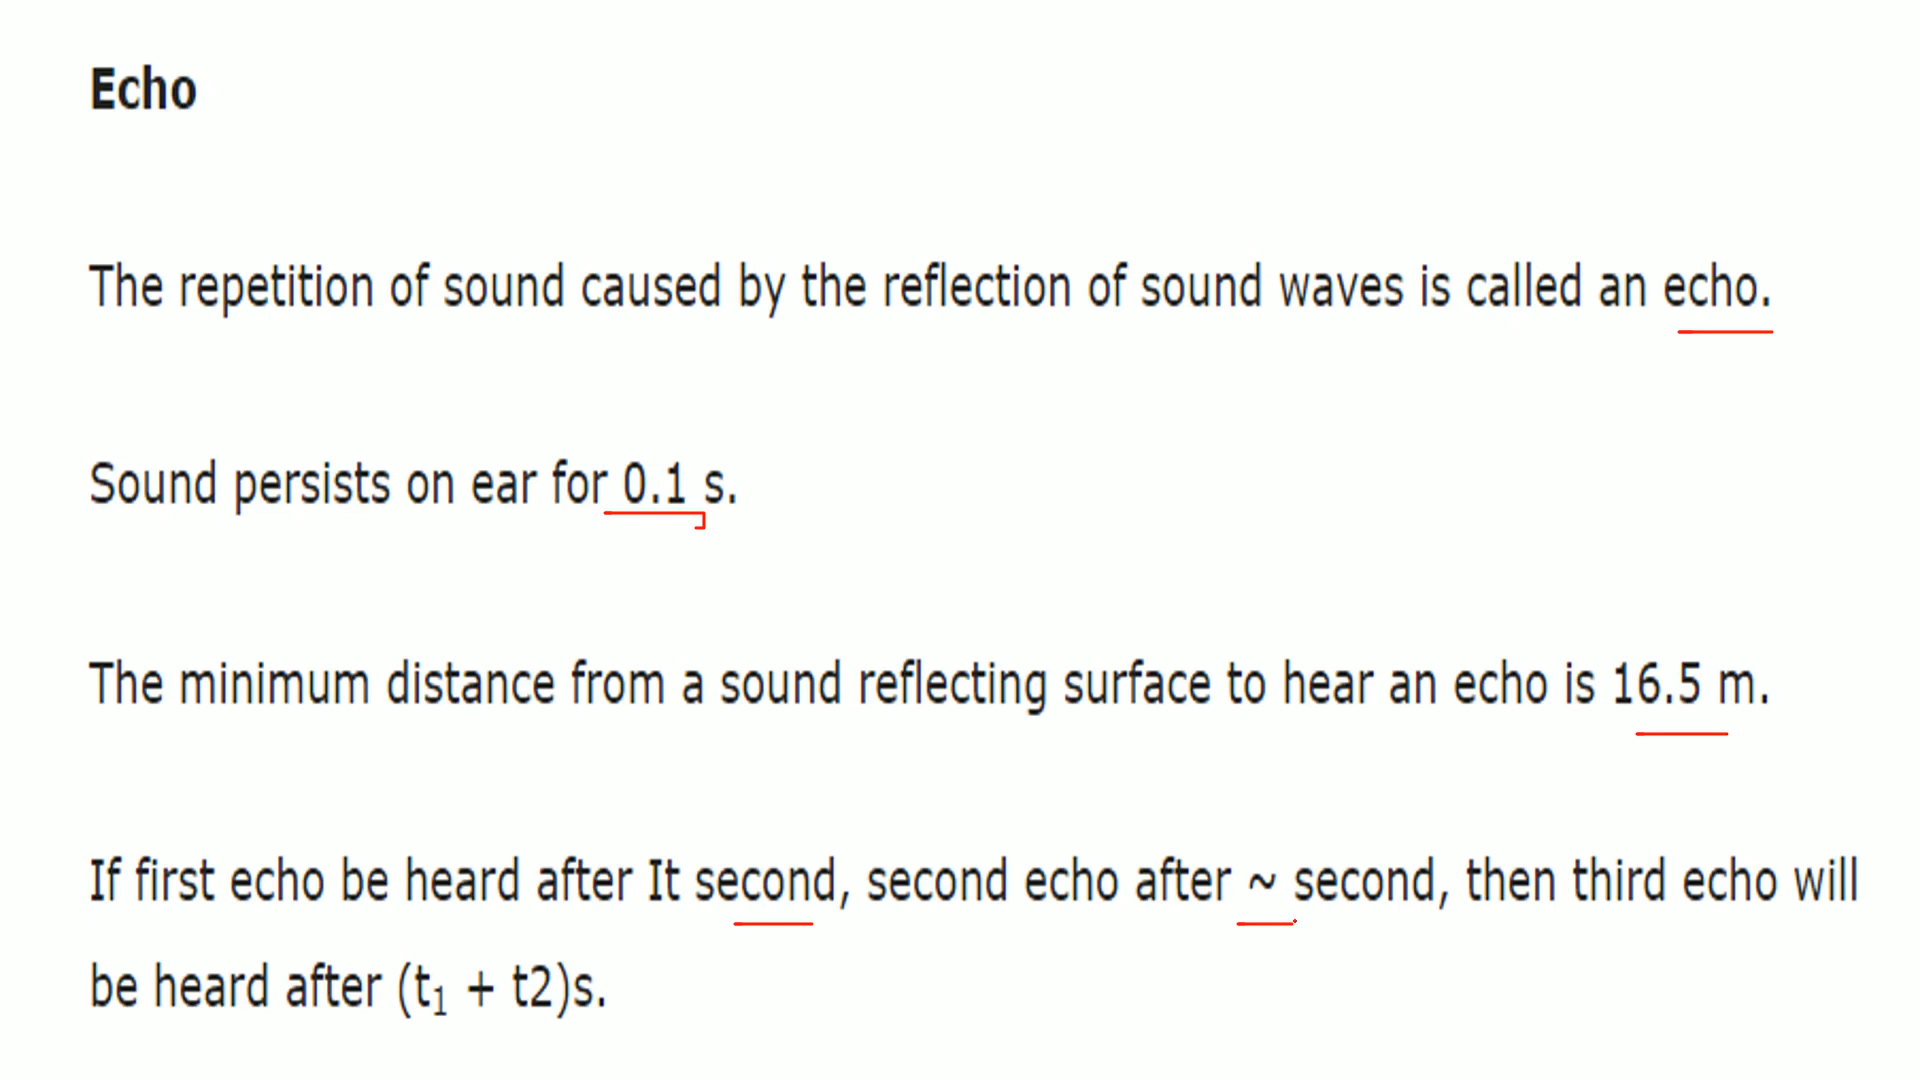 Echo
The repetition of sound caused by the reflection of sound waves is called an echo.
Sound persists on ear for 0.1 s.
The minimum distance from a sound reflecting surface to hear an echo is 16.5 m.
If first echo be heard after It second, second echo after ~ second, then third echo will
be heard after (t₁ + t2)s.